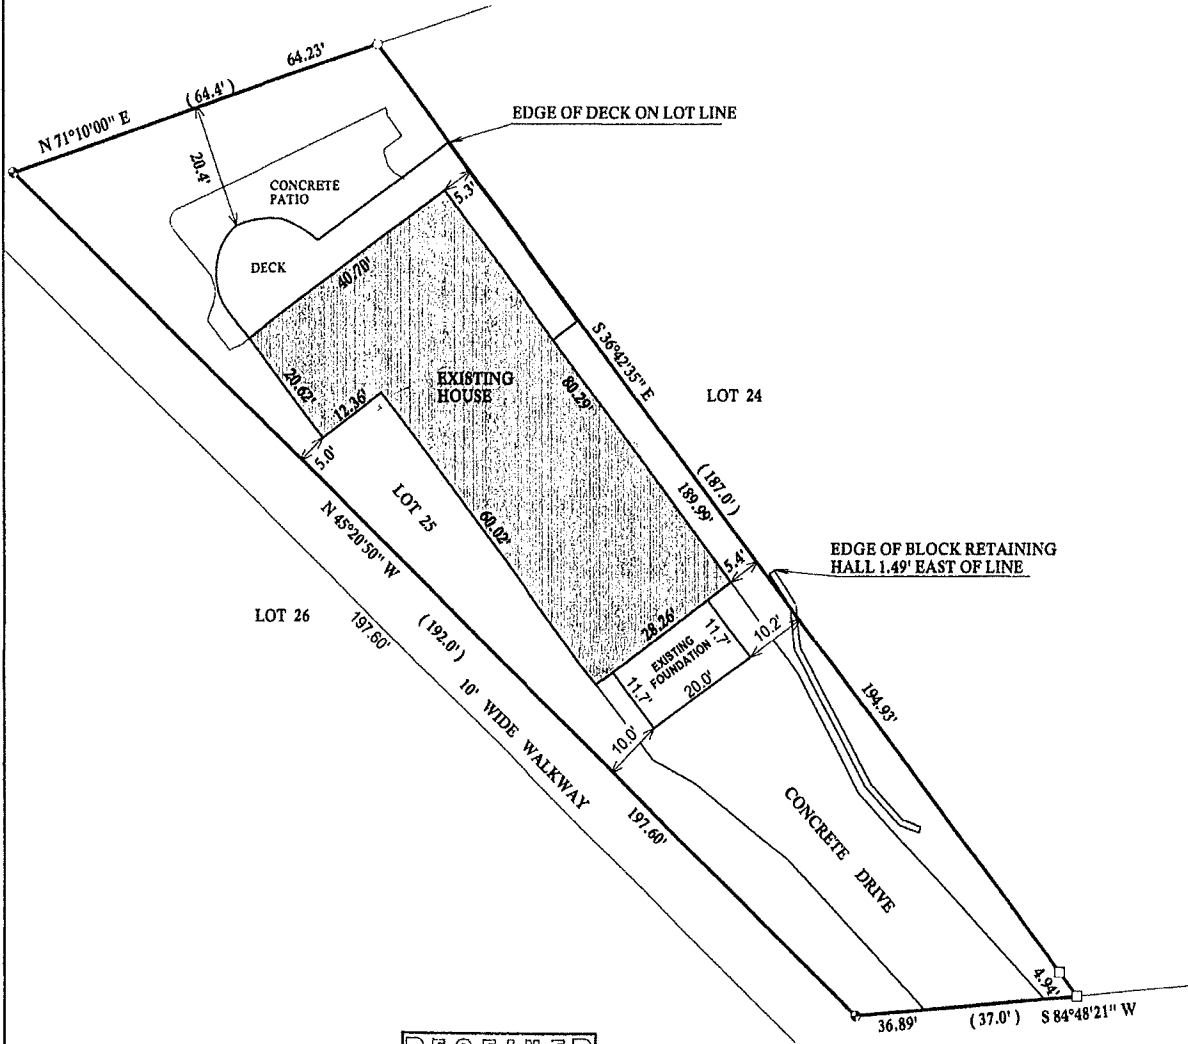 64.23'
( 64.4' )
N 71°10'00" E
EDGE OF DECK ON LOT LINE
20.4'
CONCRETE
PATIO
5.3'
DECK
40.70'
S 36°42'35" E
EXISTING
HOUSE
20.62'
12.36'
80.29'
LOT 24
5.0'
LOT 25
( 187.0' )
189.99'
60.02'
N 45°20'50" W
EDGE OF BLOCK RETAINING
HALL 1.49' EAST OF LINE
5.4'
LOT 26
197.60'
( 192.0' )
28.26'
11.7'
10.2'
EXISTING
FOUNDATION
11.7'
20.0'
10' WIDE WALKWAY
194.93'
10.0'
197.60'
CONCRETE DRIVE
4.94'
36.89'
( 37.0' )
S 84°48'21" W
RECEIVED